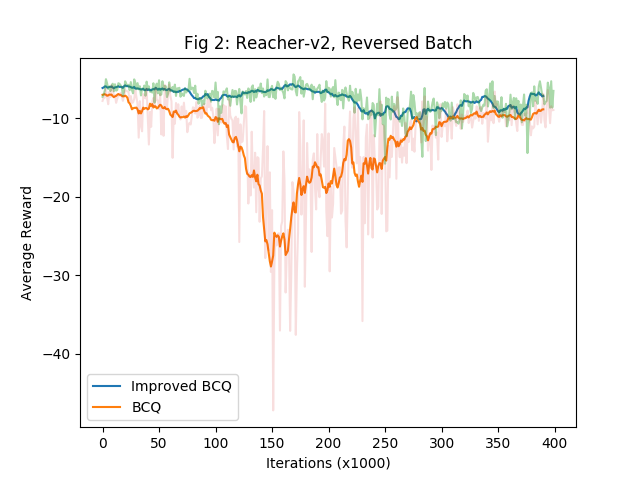 Fig 2: Reacher-v2, Reversed Batch
Average Reward
−10
−20
−30
−40
Improved BCQ
BCQ
0 50 100 150 200 250 300 350 400
Iterations (x1000)